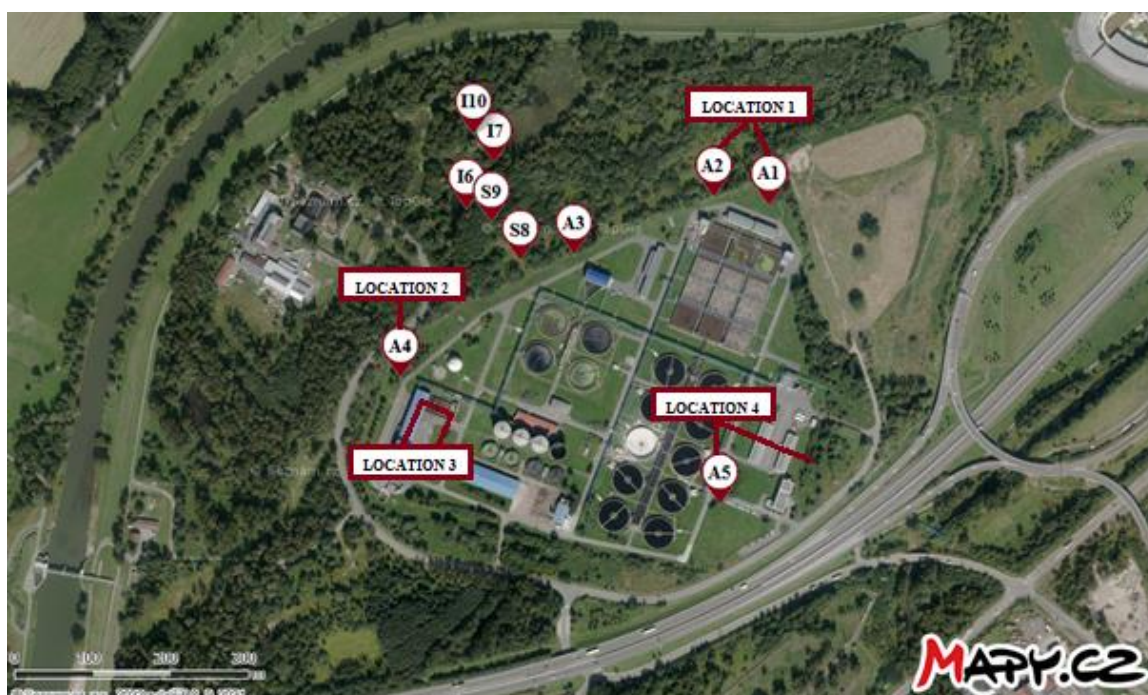 I10
I7
LOCATION 1
A2
A1
I6
S9
S8
A3
LOCATION 2
A4
LOCATION 4
LOCATION 3
A5
0 100 200 300
MAPY.CZ